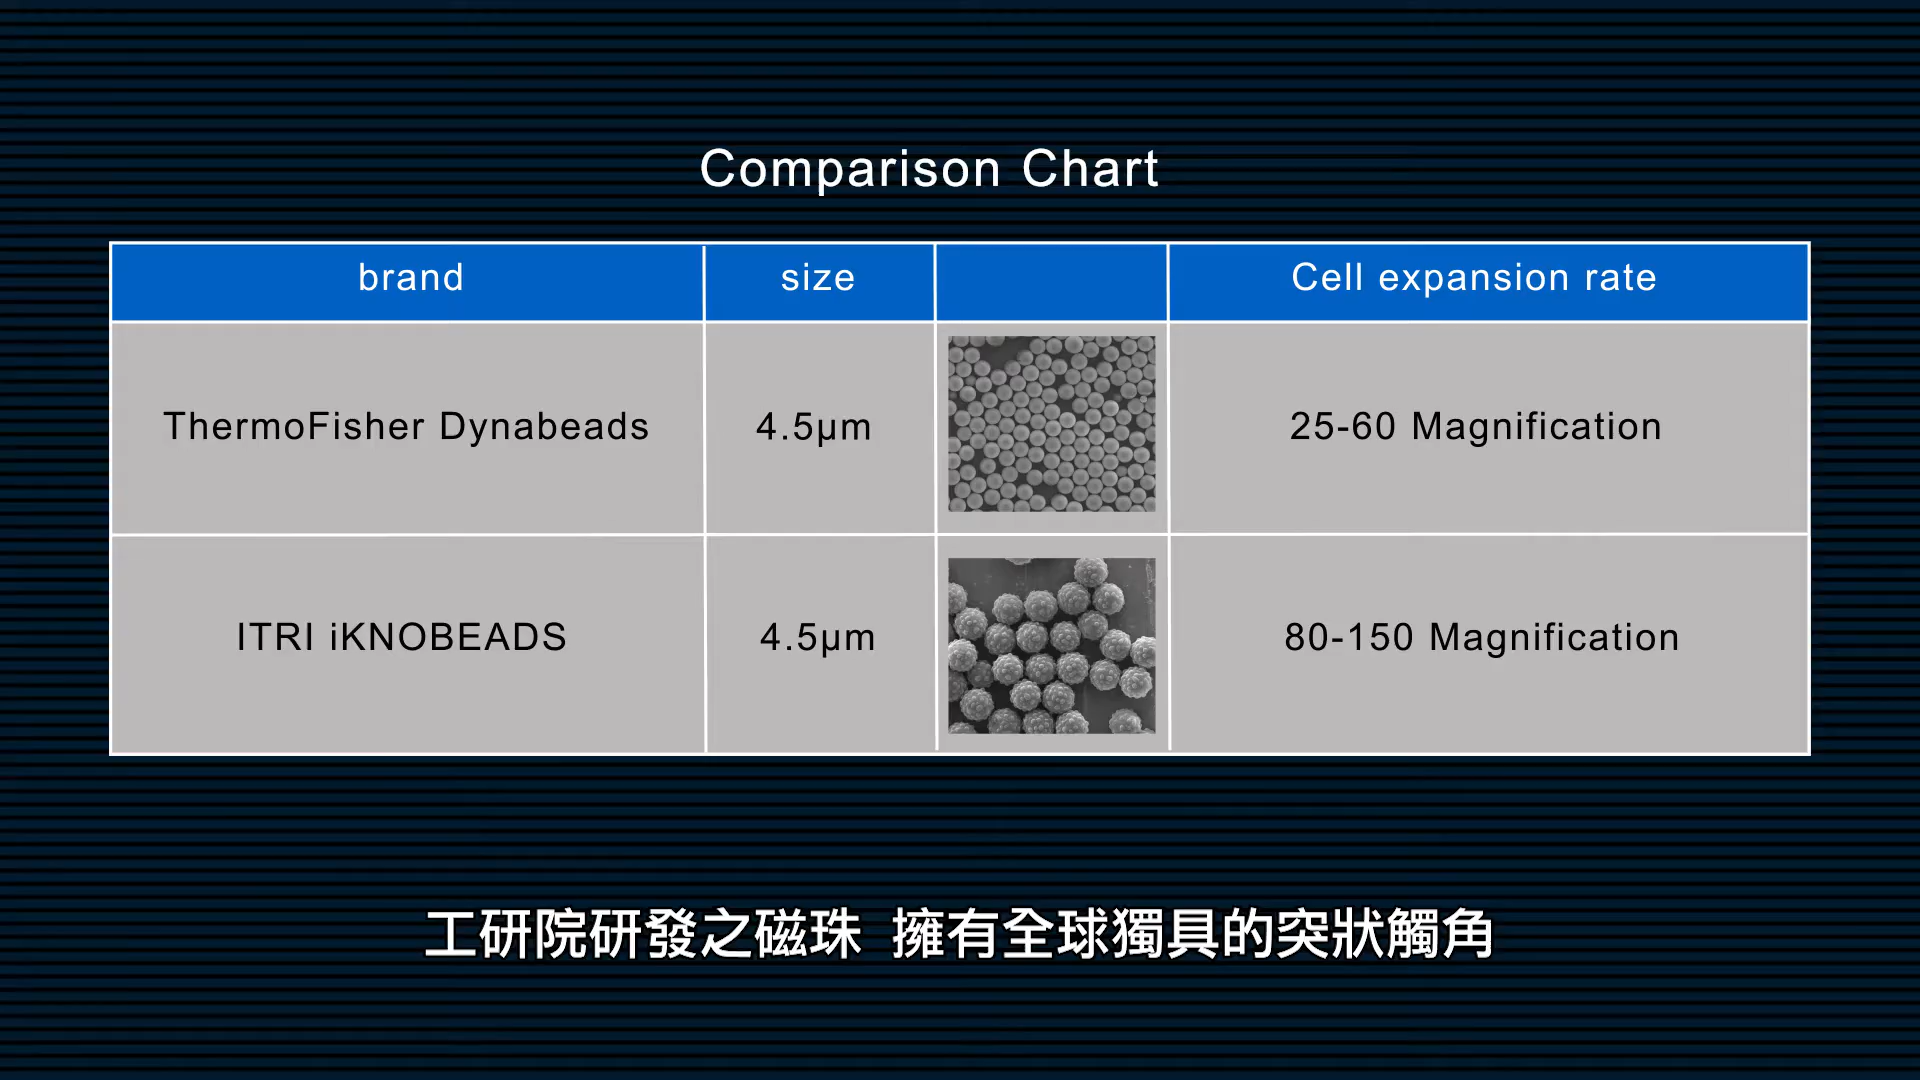 Comparison Chart
brand size Cell expansion rate
ThermoFisher Dynabeads 4.5μm 25-60 Magnification
ITRI iKNOBEADS 4.5μm 80-150 Magnification
工研院研發之磁珠 擁有全球獨具的突狀觸角